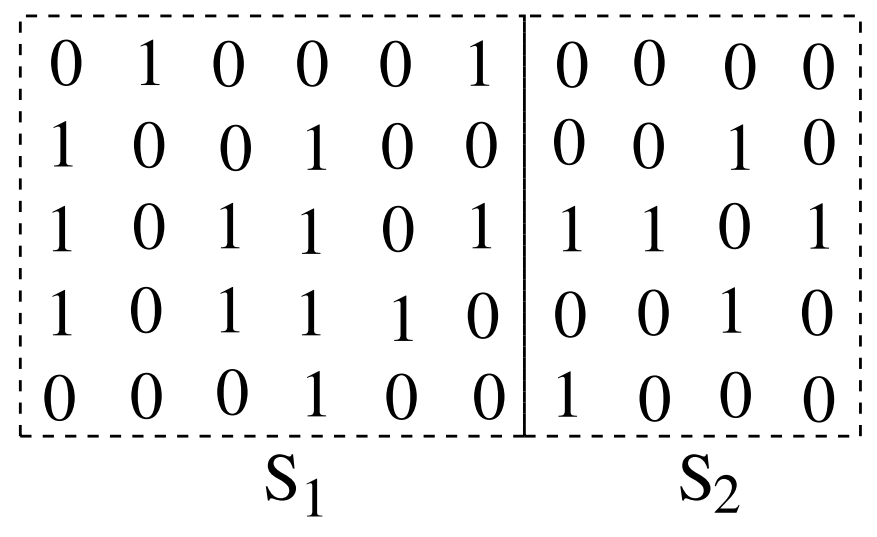 0 1 0 0 0 1 0 0 0 0
1 0 0 1 0 0 0 0 1 0
1 0 1 1 0 1 1 1 0 1
1 0 1 1 1 0 0 0 1 0
0 0 0 1 0 0 1 0 0 0
S1 S2